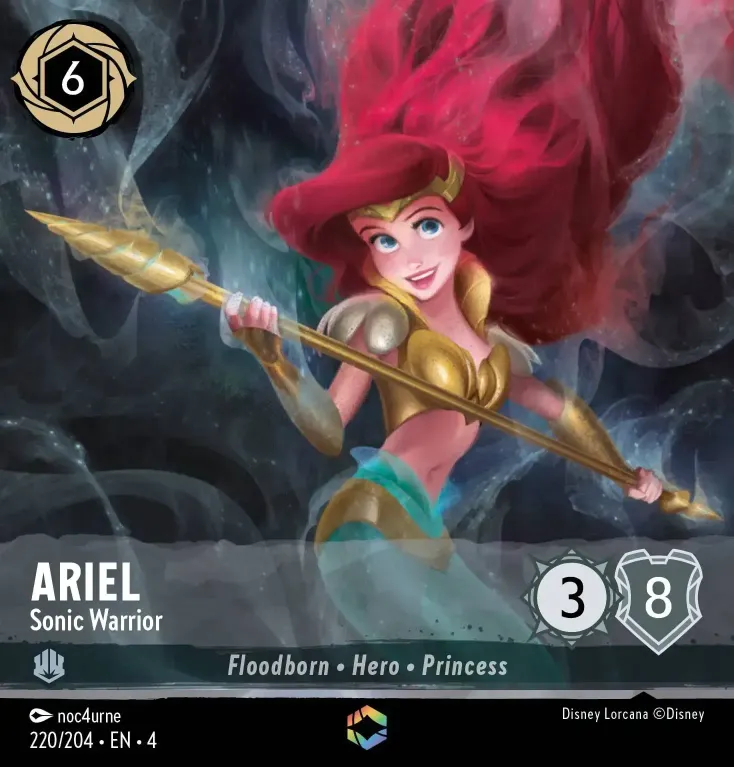 6
ARIEL
Sonic Warrior
3 8
Floodborn • Hero • Princess
noc4urne
Disney Lorcana ©Disney
220/204 • EN • 4